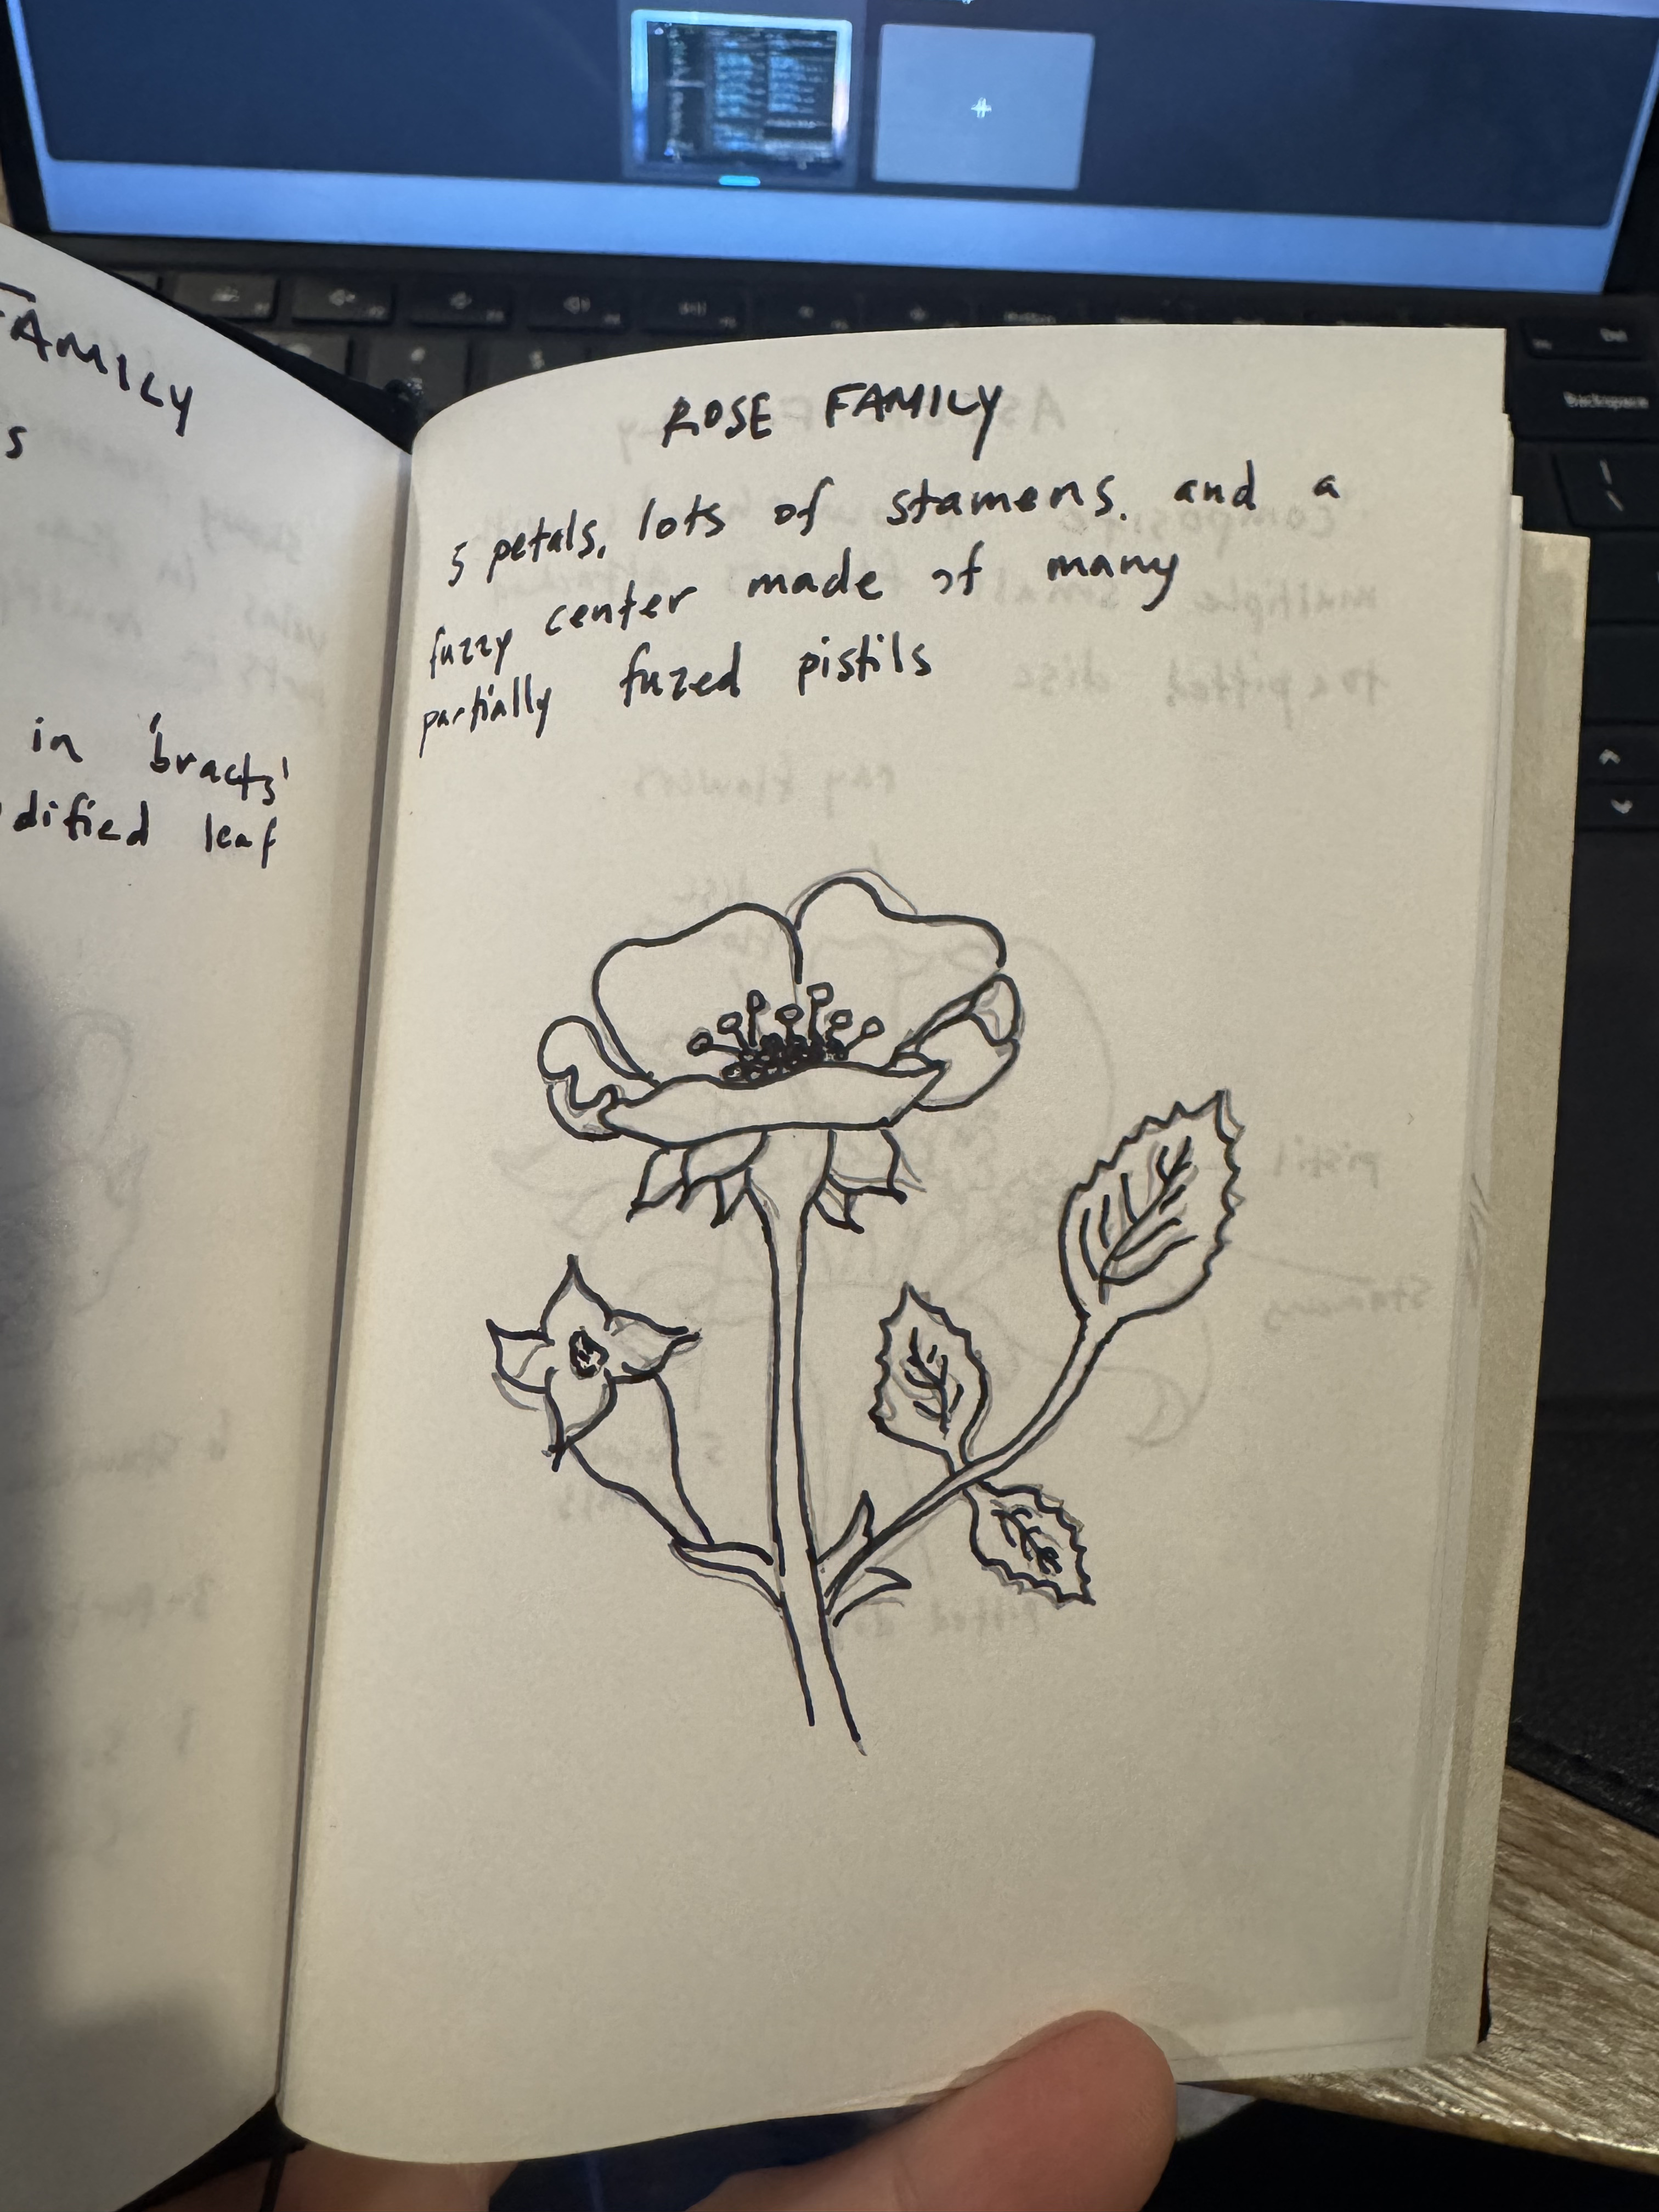 FAMILY
s
in 'bracts'
dified leaf
ROSE FAMILY
5 petals, lots of stamens, and a
fuzzy center made of many
partially fuzed pistils
Backspace